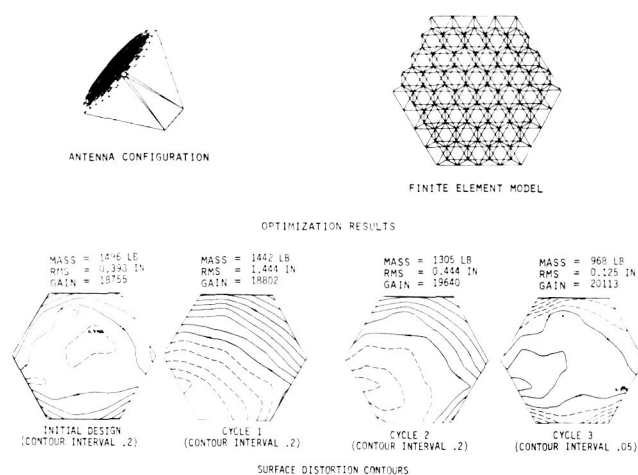 ANTENNA CONFIGURATION
FINITE ELEMENT MODEL
OPTIMIZATION RESULTS
MASS = 1496 LB
RMS = 0.398 IN
GAIN = 18755
MASS = 1442 LB
RMS = 1.444 IN
GAIN = 18802
MASS = 1305 LB
RMS = 0.444 IN
GAIN = 19640
MASS = 968 LB
RMS = 0.125 IN
GAIN = 20113
INITIAL DESIGN
(CONTOUR INTERVAL .2)
CYCLE 1
(CONTOUR INTERVAL .2)
CYCLE 2
(CONTOUR INTERVAL .2)
CYCLE 3
(CONTOUR INTERVAL .05)
SURFACE DISTORTION CONTOURS